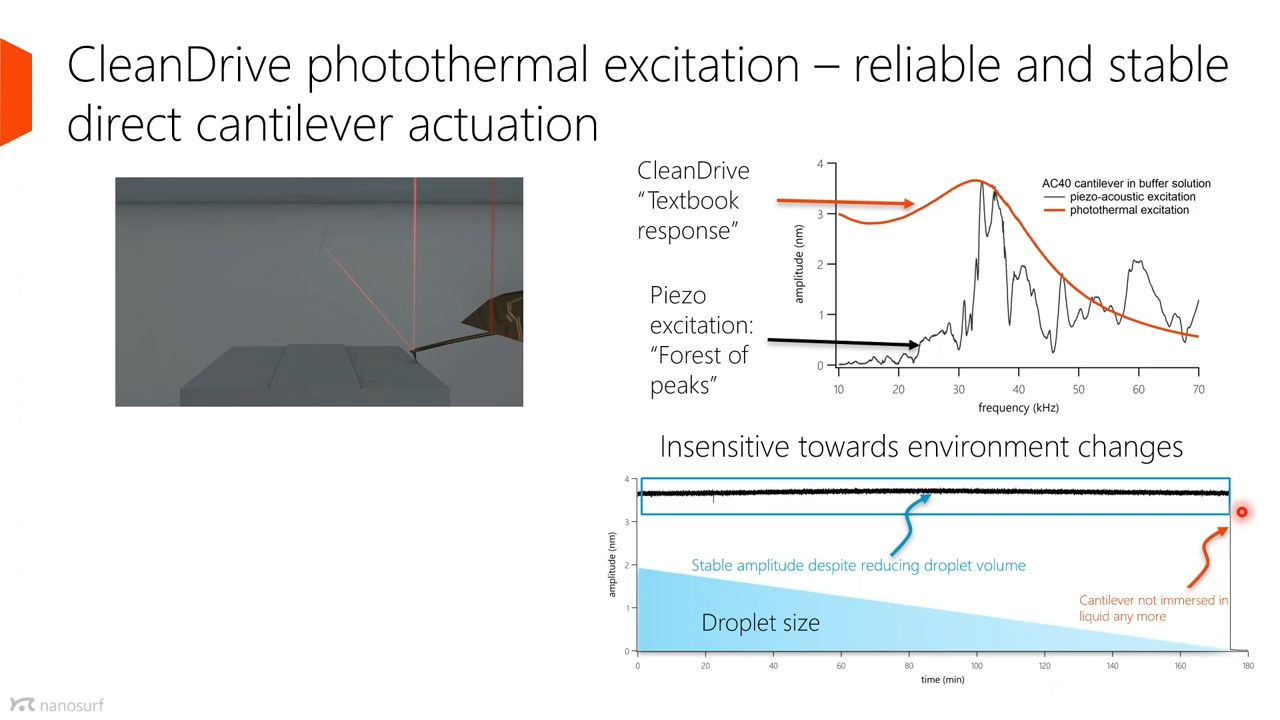 CleanDrive photothermal excitation – reliable and stable
direct cantilever actuation
CleanDrive
“Textbook
response”
Piezo
excitation:
“Forest of
peaks”
4
3
2
1
0
amplitude (nm)
AC40 cantilever in buffer solution
piezo-acoustic excitation
photothermal excitation
10 20 30 40 50 60 70
frequency (kHz)
Insensitive towards environment changes
4
3
2
1
0
amplitude (nm)
Stable amplitude despite reducing droplet volume
Cantilever not immersed in
liquid any more
Droplet size
0 20 40 60 80 100 120 140 160 180
time (min)
nanosurf